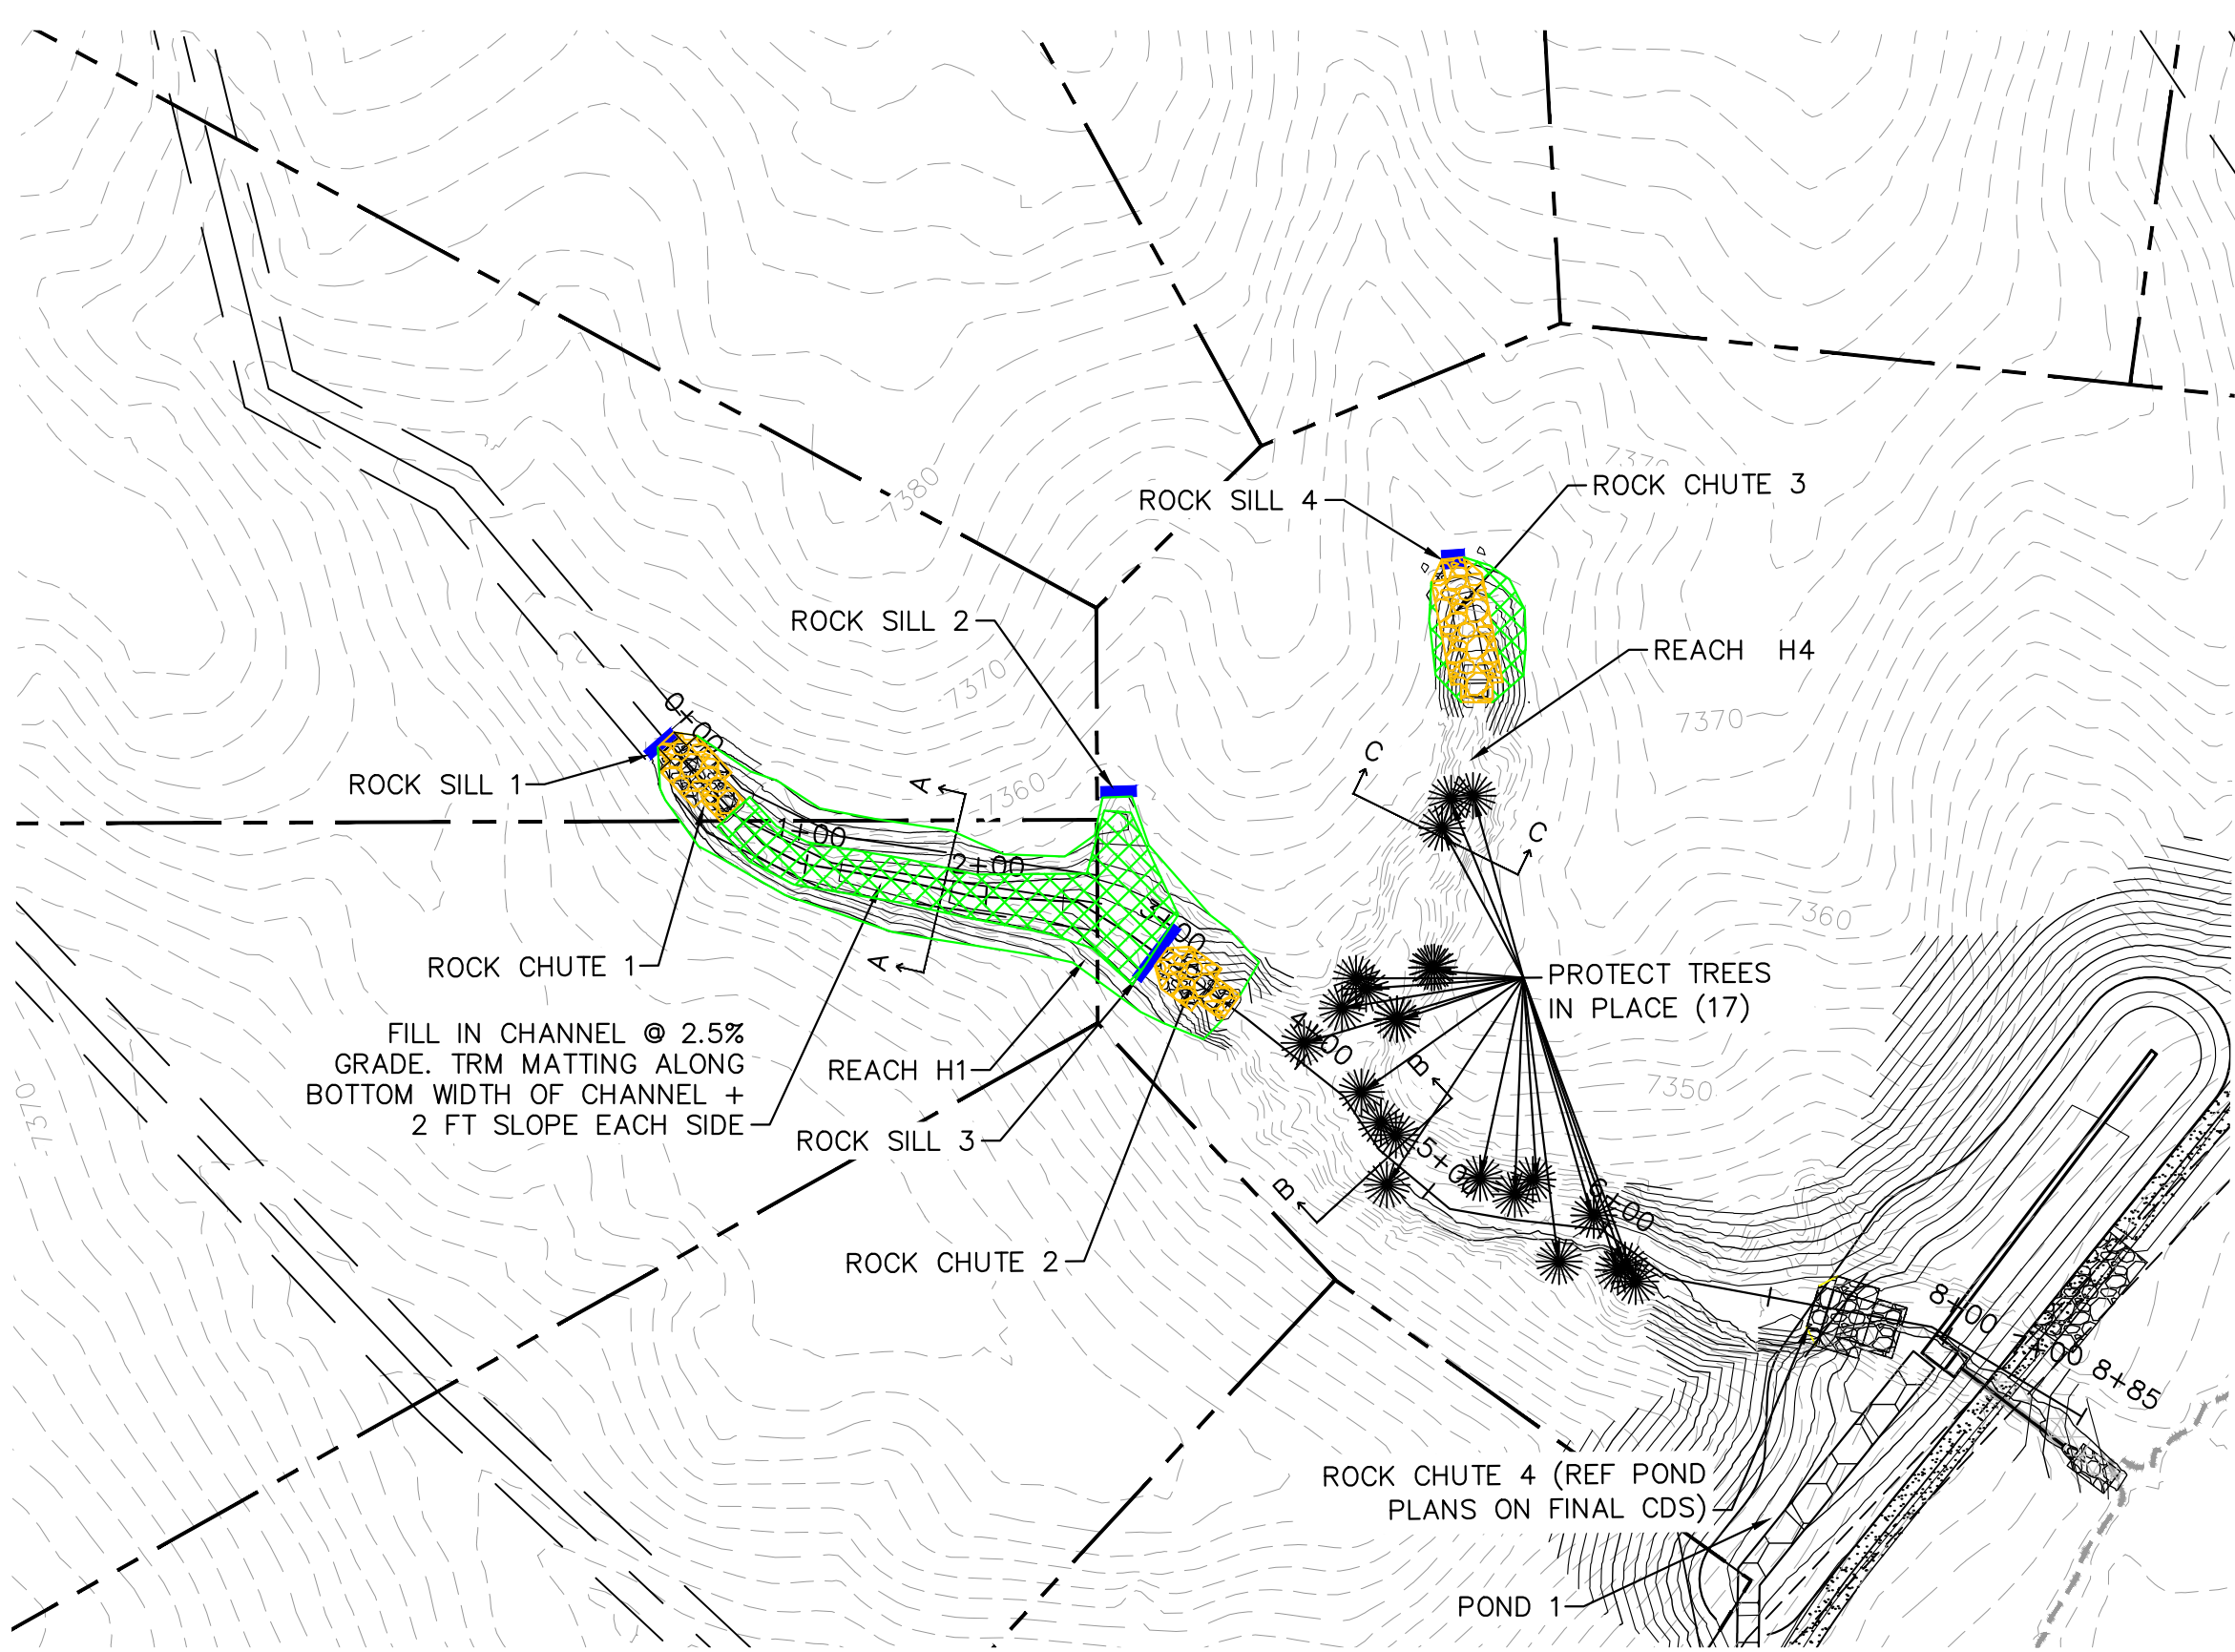 7380
7370
ROCK SILL 4
ROCK CHUTE 3
ROCK SILL 2
REACH H4
7370
7370
0+00
ROCK SILL 1
A
7360
C
C
1+00
2+00
7360
3+00
ROCK CHUTE 1
A
PROTECT TREES
IN PLACE (17)
FILL IN CHANNEL @ 2.5%
GRADE. TRM MATTING ALONG
BOTTOM WIDTH OF CHANNEL +
2 FT SLOPE EACH SIDE
REACH H1
ROCK SILL 3
B
7350
7370
5+00
B
6+00
ROCK CHUTE 2
8+00
8+85
ROCK CHUTE 4 (REF POND
PLANS ON FINAL CDS)
POND 1